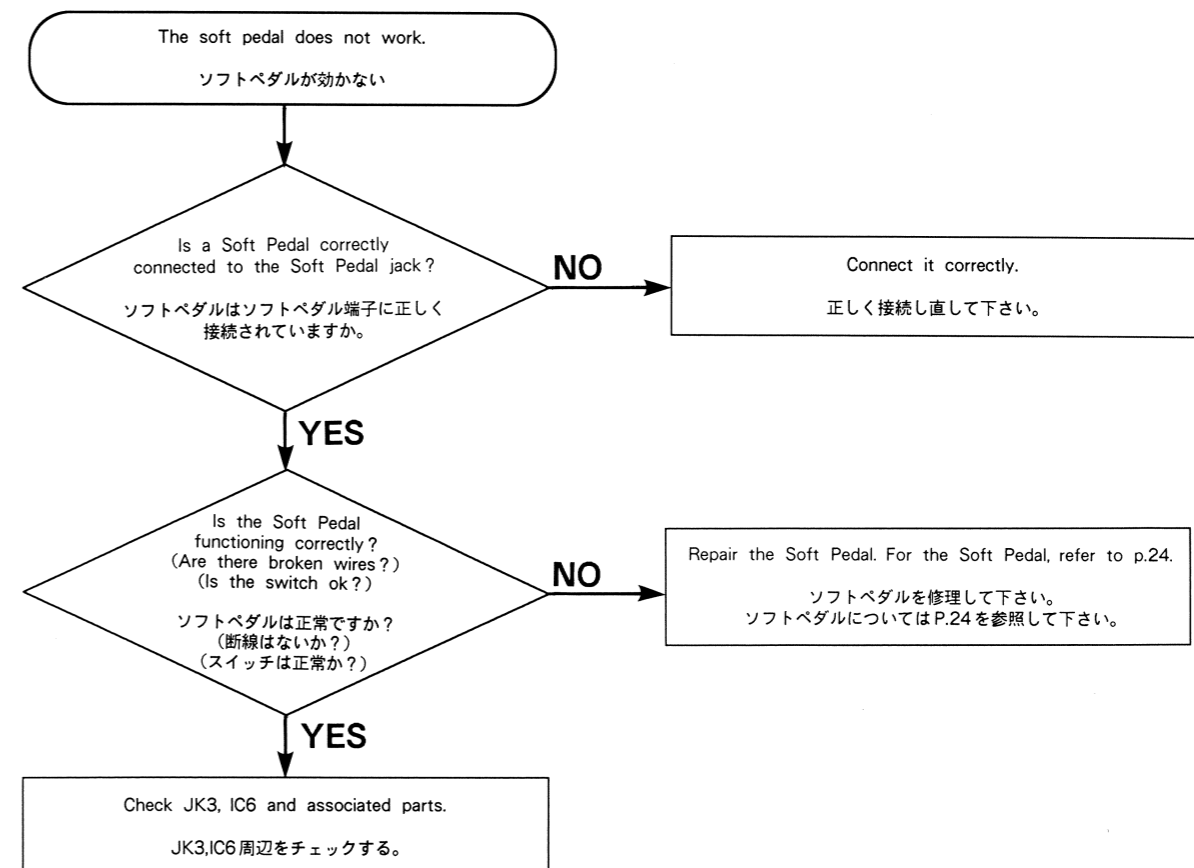 The soft pedal does not work.
ソフトペダルが効かない
Is a Soft Pedal correctly
connected to the Soft Pedal jack?
ソフトペダルはソフトペダル端子に正しく
接続されていますか。
NO
Connect it correctly.
正しく接続し直して下さい。
YES
Is the Soft Pedal
functioning correctly?
(Are there broken wires?)
(Is the switch ok?)
ソフトペダルは正常ですか?
(断線はないか?)
(スイッチは正常か?)
NO
Repair the Soft Pedal. For the Soft Pedal, refer to p.24.
ソフトペダルを修理して下さい。
ソフトペダルについてはP.24を参照して下さい。
YES
Check JK3, IC6 and associated parts.
JK3,IC6周辺をチェックする。